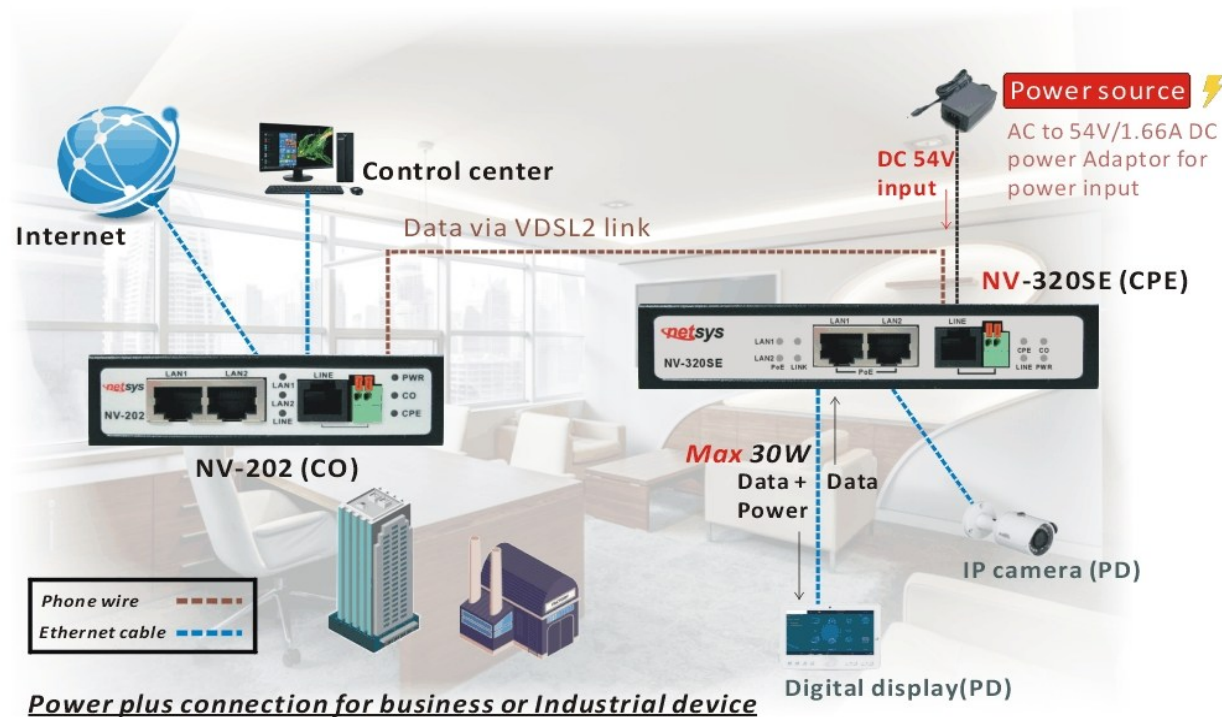 Power source
AC to 54V/1.66A DC
power Adaptor for
power input
DC 54V
input
Control center
Internet
Data via VDSL2 link
NV-320SE (CPE)
netsys
NV-320SE
LAN1
LAN2
PoE LINK
LAN1 LAN2
PoE
LINE
CPE CO
LINE PWR
netsys
NV-202
LAN1 LAN2
LAN1
LAN2
LINE
LINE
PWR
CO
CPE
NV-202 (CO)
Max 30W
Data +
Power
Data
IP camera (PD)
Digital display(PD)
Phone wire
Ethernet cable
Power plus connection for business or Industrial device